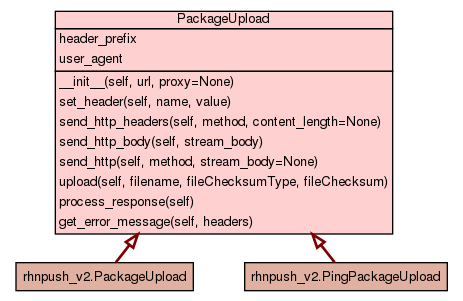 PackageUpload
header_prefix
user_agent
__init__(self, url, proxy=None)
set_header(self, name, value)
send_http_headers(self, method, content_length=None)
send_http_body(self, stream_body)
send_http(self, method, stream_body=None)
upload(self, filename, fileChecksumType, fileChecksum)
process_response(self)
get_error_message(self, headers)
rhnpush_v2.PackageUpload
rhnpush_v2.PingPackageUpload